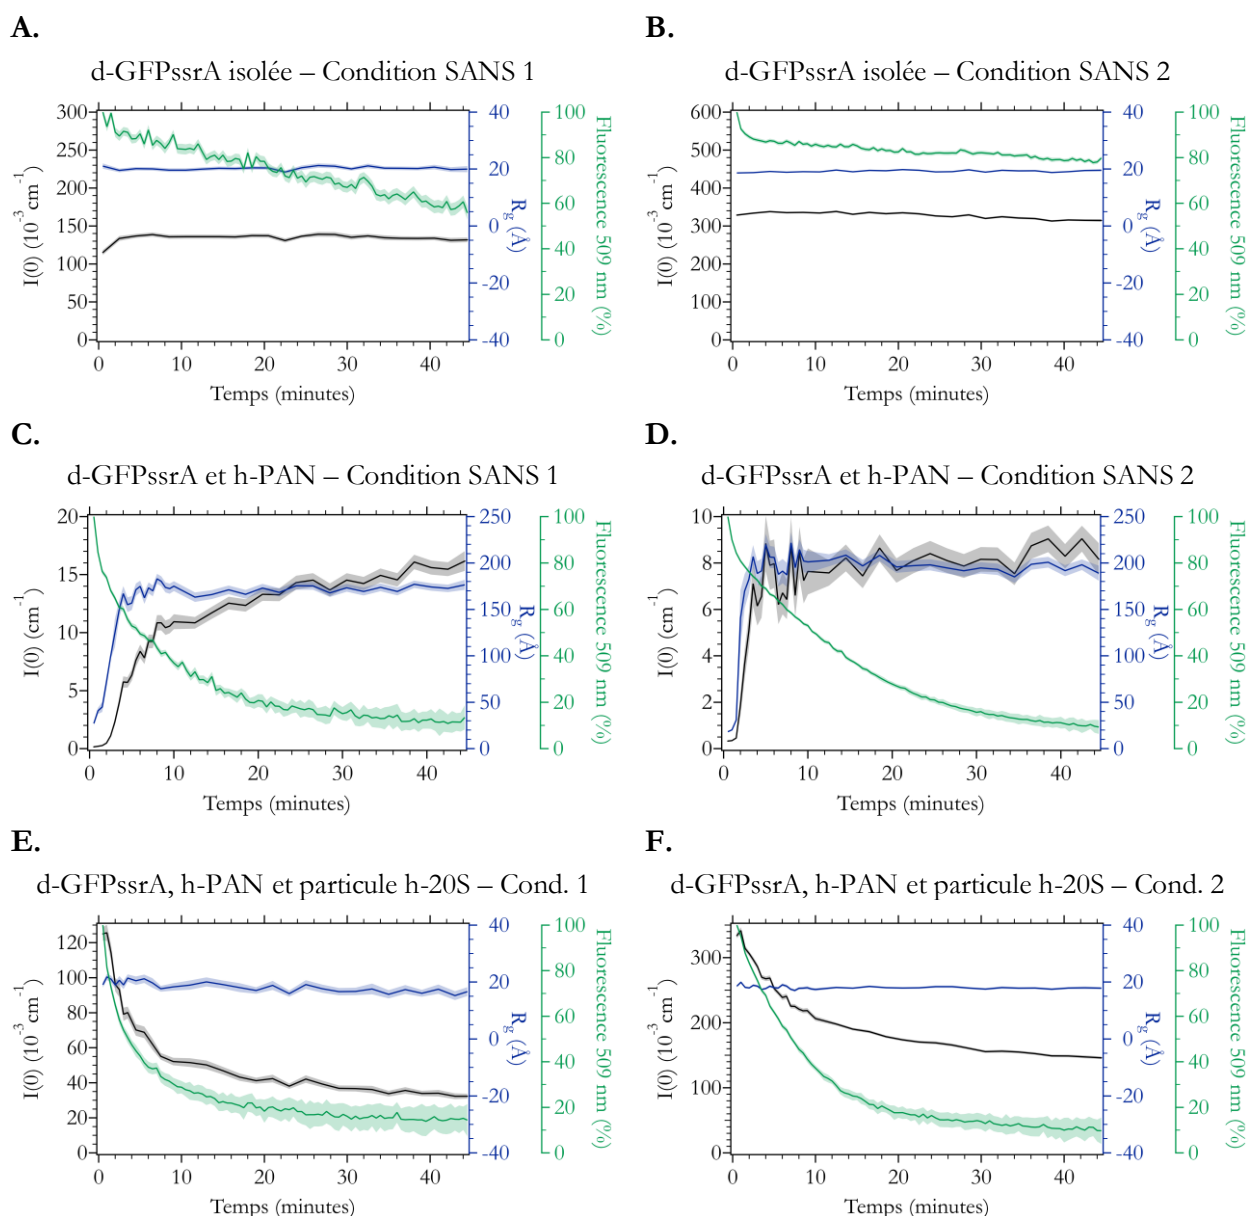 A.
d-GFPssrA isolée – Condition SANS 1
300
250
200
150
100
50
0
I(0) (10⁻³ cm⁻¹)
40
20
0
-20
-40
Rg (Å)
100
80
60
40
20
0
Fluorescence 509 nm (%)
0 10 20 30 40
Temps (minutes)
B.
d-GFPssrA isolée – Condition SANS 2
600
500
400
300
200
100
0
I(0) (10⁻³ cm⁻¹)
40
20
0
-20
-40
Rg (Å)
100
80
60
40
20
0
Fluorescence 509 nm (%)
0 10 20 30 40
Temps (minutes)
C.
d-GFPssrA et h-PAN – Condition SANS 1
20
15
10
5
0
I(0) (cm⁻¹)
250
200
150
100
50
0
Rg (Å)
100
80
60
40
20
0
Fluorescence 509 nm (%)
0 10 20 30 40
Temps (minutes)
D.
d-GFPssrA et h-PAN – Condition SANS 2
10
8
6
4
2
0
I(0) (cm⁻¹)
250
200
150
100
50
0
Rg (Å)
100
80
60
40
20
0
Fluorescence 509 nm (%)
0 10 20 30 40
Temps (minutes)
E.
d-GFPssrA, h-PAN et particule h-20S – Cond. 1
120
100
80
60
40
20
0
I(0) (10⁻³ cm⁻¹)
40
20
0
-20
-40
Rg (Å)
100
80
60
40
20
0
Fluorescence 509 nm (%)
0 10 20 30 40
Temps (minutes)
F.
d-GFPssrA, h-PAN et particule h-20S – Cond. 2
300
200
100
0
I(0) (10⁻³ cm⁻¹)
40
20
0
-20
-40
Rg (Å)
100
80
60
40
20
0
Fluorescence 509 nm (%)
0 10 20 30 40
Temps (minutes)